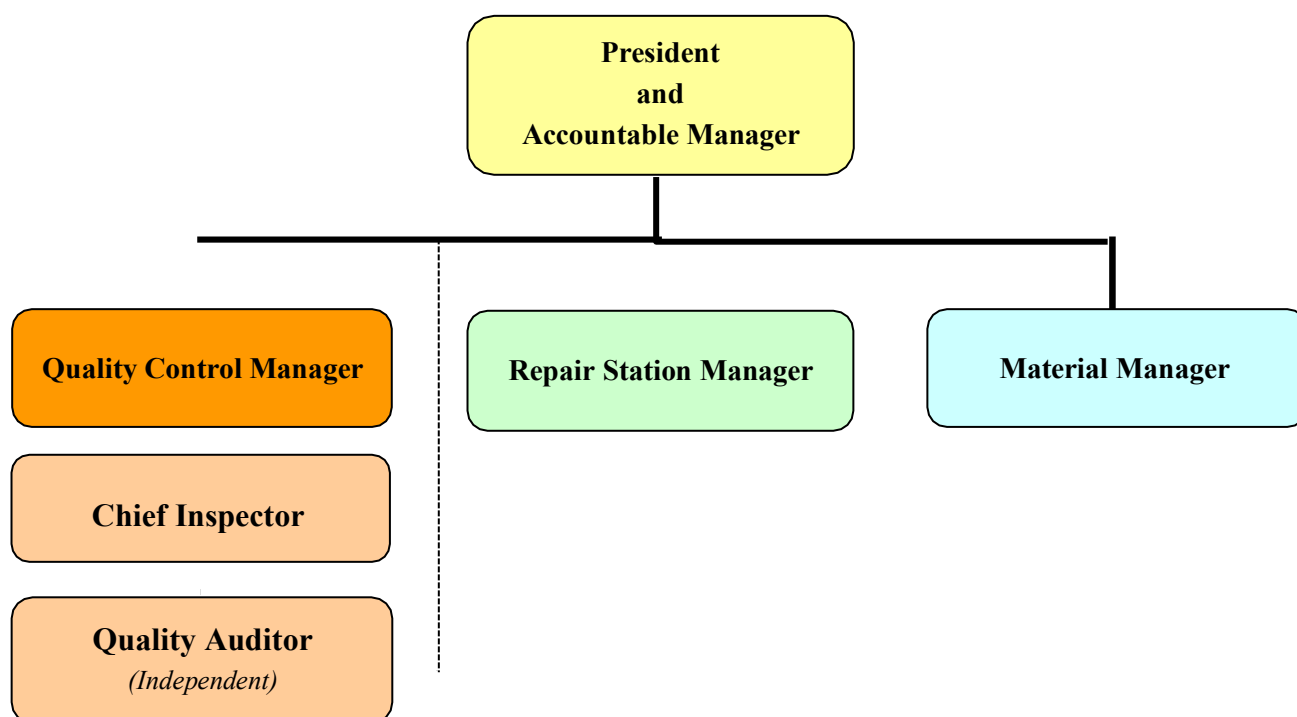 President
and
Accountable Manager
Quality Control Manager
Repair Station Manager
Material Manager
Chief Inspector
Quality Auditor
(Independent)